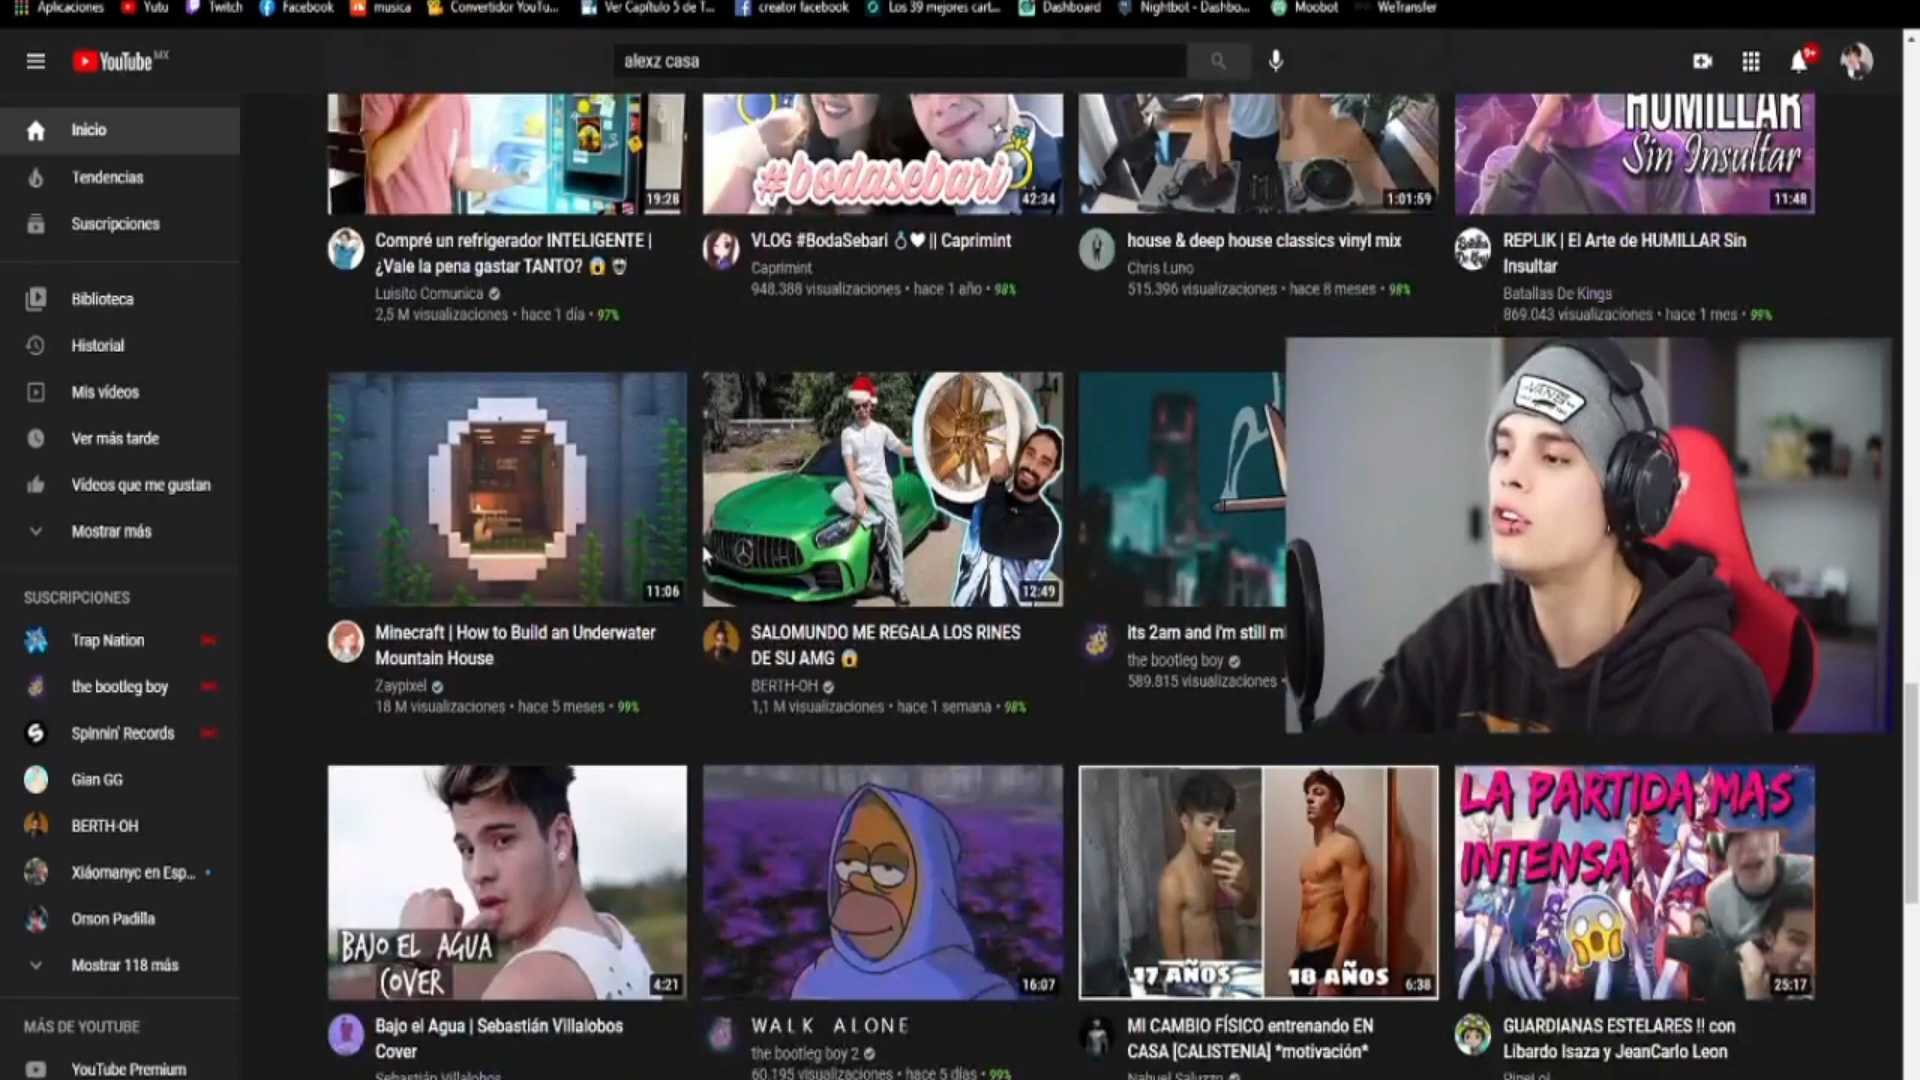 Aplicaciones Yutu Twitch Facebook musica Convertidor YouTu... Ver Capítulo 5 de T... creator facebook Los 39 mejores cart... Dashboard Nightbot - Dashbo... Moobot WeTransfer
YouTube MX
alexz casa
9+
Inicio
Tendencias
Suscripciones
Biblioteca
Historial
Mis vídeos
Ver más tarde
Vídeos que me gustan
Mostrar más
SUSCRIPCIONES
Trap Nation
the bootleg boy
Spinnin' Records
Gian GG
BERTH-OH
Xiáomanyc en Esp...
Orson Padilla
Mostrar 118 más
MÁS DE YOUTUBE
YouTube Premium
19:28
Compré un refrigerador INTELIGENTE |
¿Vale la pena gastar TANTO? 😱 💀
Luisito Comunica
2,5 M visualizaciones • hace 1 día • 97%
#bodasebari
42:34
VLOG #BodaSebari 💍🖤 || Caprimint
Caprimint
948.388 visualizaciones • hace 1 año • 98%
1:01:59
house & deep house classics vinyl mix
Chris Luno
515.396 visualizaciones • hace 8 meses • 98%
HUMILLAR
Sin Insultar
11:48
REPLIK | El Arte de HUMILLAR Sin
Insultar
Batallas De Kings
869.043 visualizaciones • hace 1 mes • 99%
11:06
Minecraft | How to Build an Underwater
Mountain House
Zaypixel
18 M visualizaciones • hace 5 meses • 99%
12:49
SALOMUNDO ME REGALA LOS RINES
DE SU AMG 😱
BERTH-OH
1,1 M visualizaciones • hace 1 semana • 98%
its 2am and i'm still mi
the bootleg boy
589.815 visualizaciones •
VANS
BAJO EL AGUA
COVER
4:21
Bajo el Agua | Sebastián Villalobos
Cover
Sebastián Villalobos
16:07
W A L K A L O N E
the bootleg boy 2
60.195 visualizaciones • hace 5 días • 99%
17 AÑOS
18 AÑOS
6:38
MI CAMBIO FÍSICO entrenando EN
CASA [CALISTENIA] *motivación*
Nahuel Saluzzo
LA PARTIDA MAS
INTENSA
25:17
GUARDIANAS ESTELARES !! con
Libardo Isaza y JeanCarlo Leon